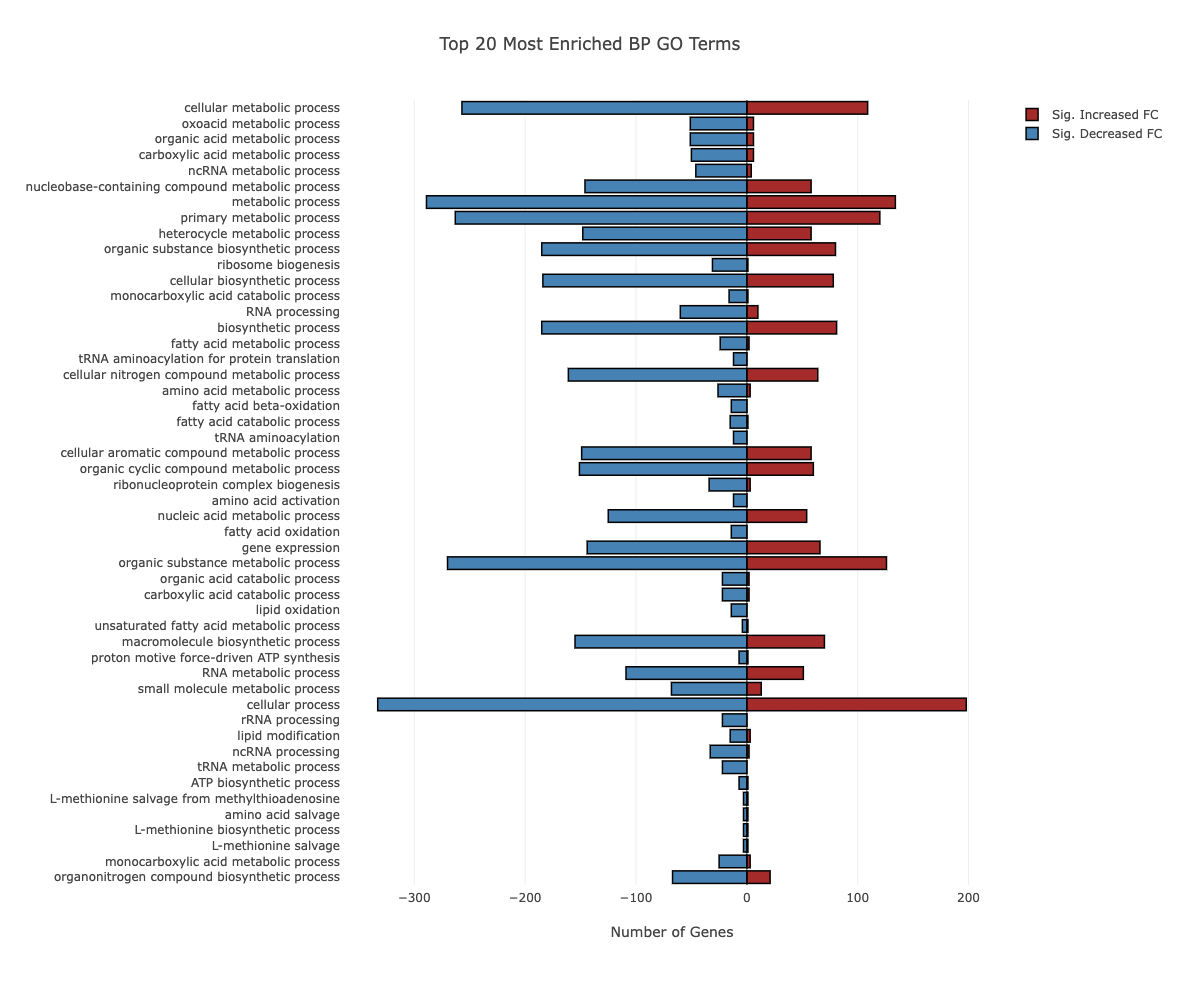 Top 20 Most Enriched BP GO Terms
cellular metabolic process
oxoacid metabolic process
organic acid metabolic process
carboxylic acid metabolic process
ncRNA metabolic process
nucleobase-containing compound metabolic process
metabolic process
primary metabolic process
heterocycle metabolic process
organic substance biosynthetic process
ribosome biogenesis
cellular biosynthetic process
monocarboxylic acid catabolic process
RNA processing
biosynthetic process
fatty acid metabolic process
tRNA aminoacylation for protein translation
cellular nitrogen compound metabolic process
amino acid metabolic process
fatty acid beta-oxidation
fatty acid catabolic process
tRNA aminoacylation
cellular aromatic compound metabolic process
organic cyclic compound metabolic process
ribonucleoprotein complex biogenesis
amino acid activation
nucleic acid metabolic process
fatty acid oxidation
gene expression
organic substance metabolic process
organic acid catabolic process
carboxylic acid catabolic process
lipid oxidation
unsaturated fatty acid metabolic process
macromolecule biosynthetic process
proton motive force-driven ATP synthesis
RNA metabolic process
small molecule metabolic process
cellular process
rRNA processing
lipid modification
ncRNA processing
tRNA metabolic process
ATP biosynthetic process
L-methionine salvage from methylthioadenosine
amino acid salvage
L-methionine biosynthetic process
L-methionine salvage
monocarboxylic acid metabolic process
organonitrogen compound biosynthetic process
−300 −200 −100 0 100 200
Number of Genes
Sig. Increased FC
Sig. Decreased FC